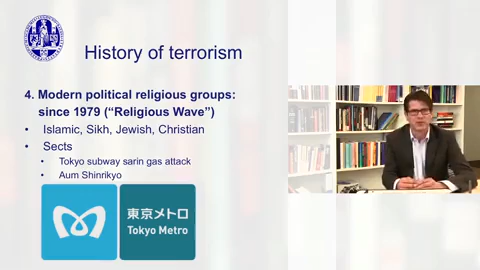 History of terrorism
4. Modern political religious groups:
since 1979 (“Religious Wave”)
• Islamic, Sikh, Jewish, Christian
• Sects
• Tokyo subway sarin gas attack
• Aum Shinrikyo
東京メトロ
Tokyo Metro